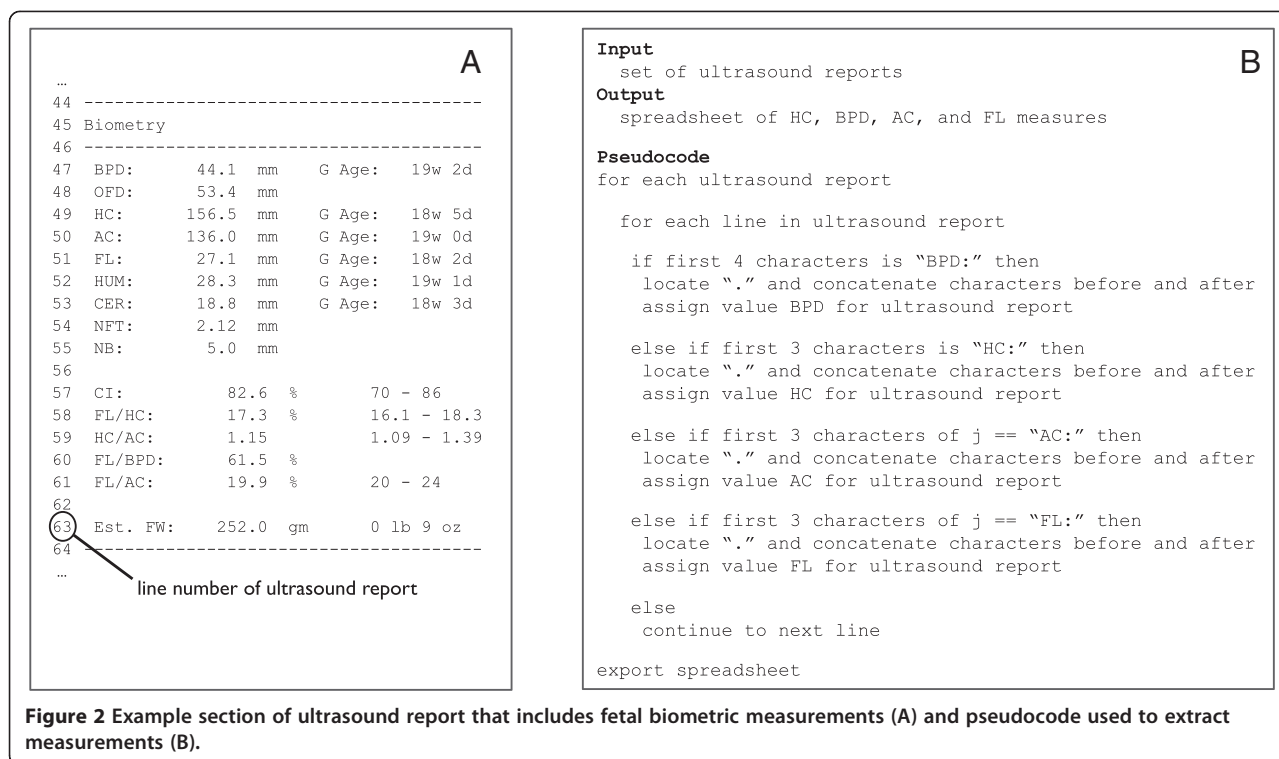 A
...
44 ---------------------------------------
45 Biometry
46 ---------------------------------------
47 BPD: 44.1 mm G Age: 19w 2d
48 OFD: 53.4 mm
49 HC: 156.5 mm G Age: 18w 5d
50 AC: 136.0 mm G Age: 19w 0d
51 FL: 27.1 mm G Age: 18w 2d
52 HUM: 28.3 mm G Age: 19w 1d
53 CER: 18.8 mm G Age: 18w 3d
54 NFT: 2.12 mm
55 NB: 5.0 mm
56
57 CI: 82.6 % 70 - 86
58 FL/HC: 17.3 % 16.1 - 18.3
59 HC/AC: 1.15 1.09 - 1.39
60 FL/BPD: 61.5 %
61 FL/AC: 19.9 % 20 - 24
62
63 Est. FW: 252.0 gm 0 lb 9 oz
64 ---------------------------------------
...
line number of ultrasound report
B
Input
set of ultrasound reports
Output
spreadsheet of HC, BPD, AC, and FL measures
Pseudocode
for each ultrasound report
for each line in ultrasound report
if first 4 characters is “BPD:” then
locate “.” and concatenate characters before and after
assign value BPD for ultrasound report
else if first 3 characters is “HC:” then
locate “.” and concatenate characters before and after
assign value HC for ultrasound report
else if first 3 characters of j == “AC:” then
locate “.” and concatenate characters before and after
assign value AC for ultrasound report
else if first 3 characters of j == “FL:” then
locate “.” and concatenate characters before and after
assign value FL for ultrasound report
else
continue to next line
export spreadsheet
Figure 2 Example section of ultrasound report that includes fetal biometric measurements (A) and pseudocode used to extract
measurements (B).